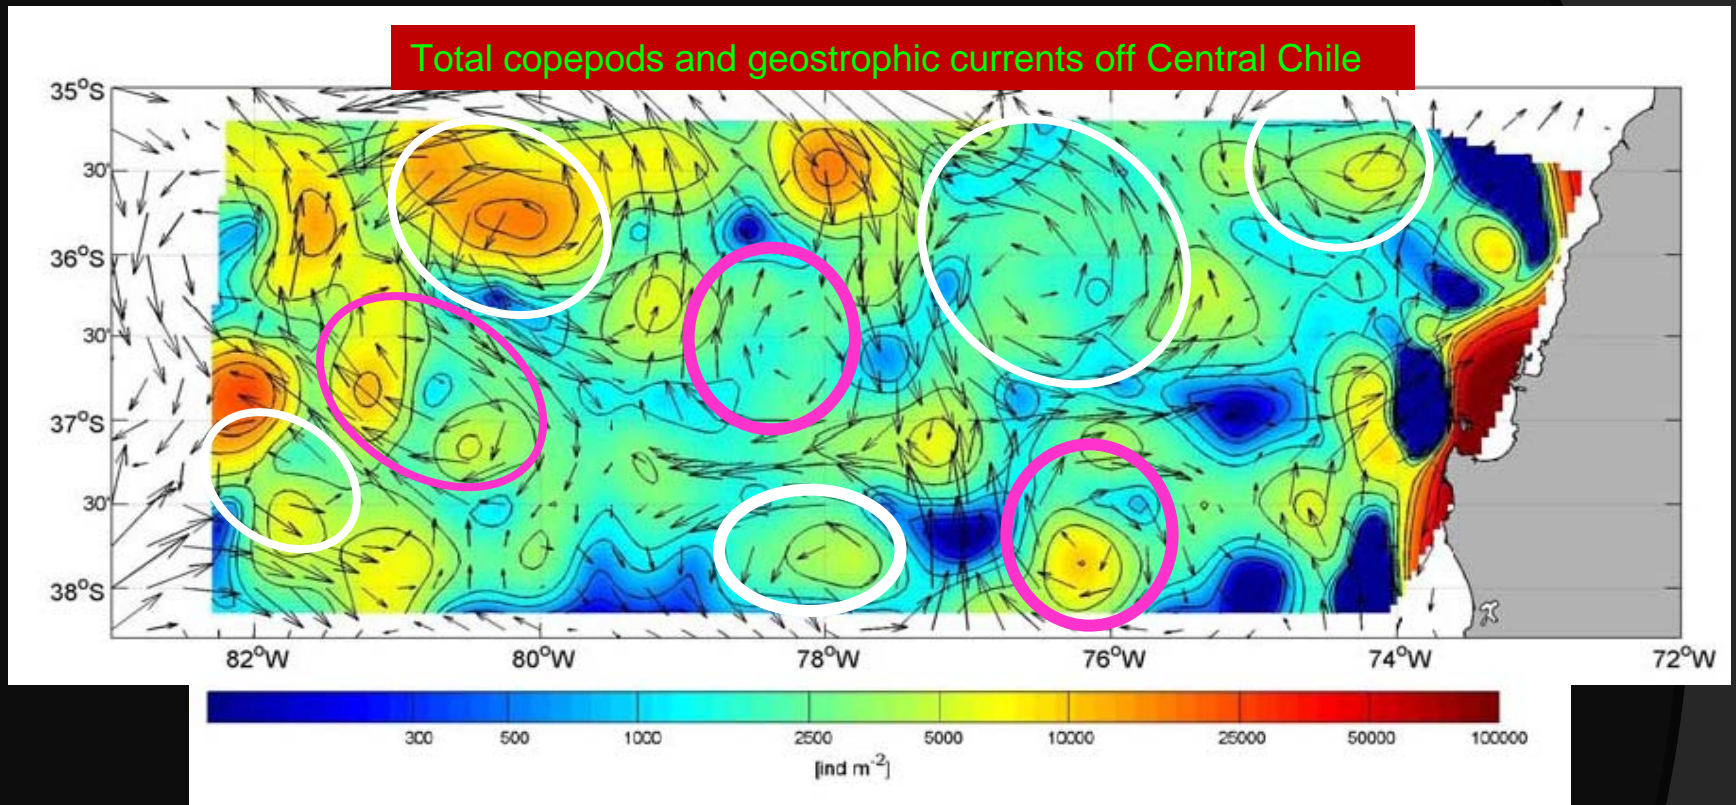 Total copepods and geostrophic currents off Central Chile
35°S
30'
36°S
30'
37°S
30'
38°S
82°W 80°W 78°W 76°W 74°W 72°W
300 500 1000 2500 5000 10000 25000 50000 100000
[ind m-2]